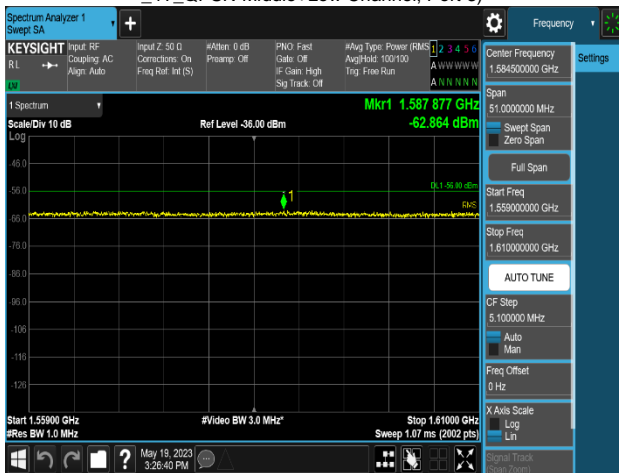 Spectrum Analyzer 1
Swept SA
+
Frequency
KEYSIGHT
RL
Input: RF
Coupling: AC
Align: Auto
Input Z: 50 Ω
Corrections: On
Freq Ref: Int (S)
#Atten: 0 dB
Preamp: Off
PNO: Fast
Gate: Off
IF Gain: High
Sig Track: Off
#Avg Type: Power (RMS)
Avg|Hold: 100/100
Trig: Free Run
1 2 3 4 5 6
A W W W W W
A N N N N N
1 Spectrum
Scale/Div 10 dB
Log
Ref Level -36.00 dBm
Mkr1 1.587 877 GHz
-62.864 dBm
-46.0
-56.0
-66.0
-76.0
-86.0
-96.0
-106
-116
-126
1
DL1 -56.00 dBm
RMS
Start 1.55900 GHz
#Res BW 1.0 MHz
#Video BW 3.0 MHz*
Stop 1.61000 GHz
Sweep 1.07 ms (2002 pts)
Center Frequency
1.584500000 GHz
Settings
Span
51.0000000 MHz
Swept Span
Zero Span
Full Span
Start Freq
1.559000000 GHz
Stop Freq
1.610000000 GHz
AUTO TUNE
CF Step
5.100000 MHz
Auto
Man
Freq Offset
0 Hz
X Axis Scale
Log
Lin
Signal Track
(Span Zoom)
?
May 19, 2023
3:26:40 PM